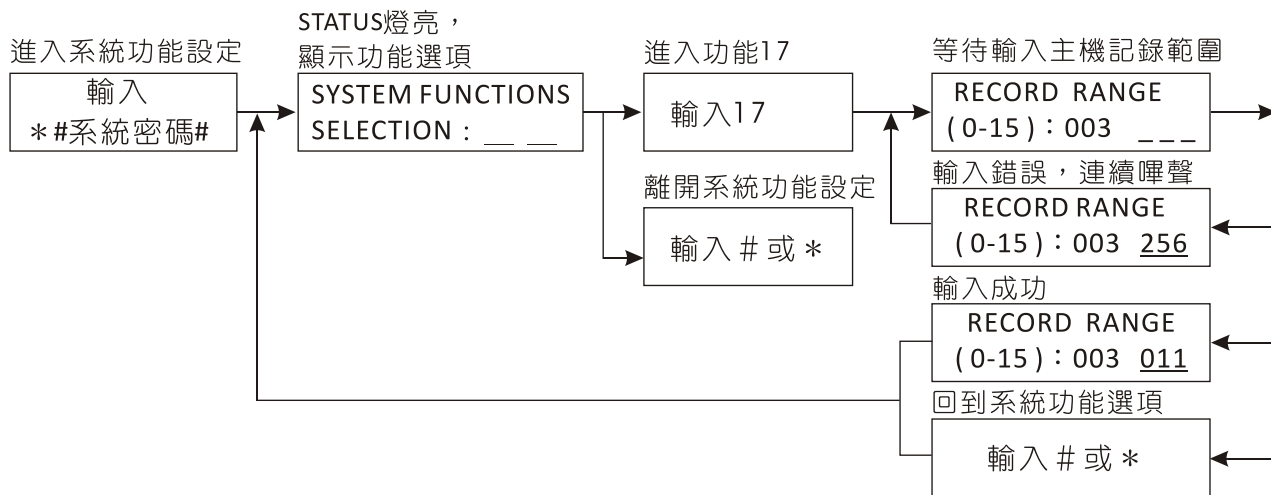 進入系統功能設定
輸入
＊#系統密碼#
STATUS燈亮，
顯示功能選項
SYSTEM FUNCTIONS
SELECTION : __ __
進入功能17
輸入17
離開系統功能設定
輸入＃或＊
等待輸入主機記錄範圍
RECORD RANGE
(0-15)：003 _ _ _
輸入錯誤，連續嗶聲
RECORD RANGE
(0-15)：003 256
輸入成功
RECORD RANGE
(0-15)：003 011
回到系統功能選項
輸入＃或＊